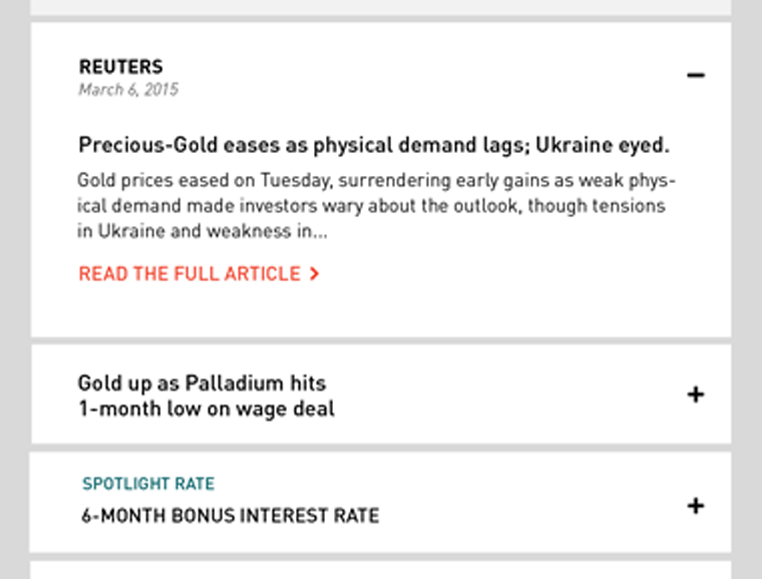 REUTERS
March 6, 2015
Precious-Gold eases as physical demand lags; Ukraine eyed.
Gold prices eased on Tuesday, surrendering early gains as weak phys-
ical demand made investors wary about the outlook, though tensions
in Ukraine and weakness in...
READ THE FULL ARTICLE >
Gold up as Palladium hits
1-month low on wage deal
SPOTLIGHT RATE
6-MONTH BONUS INTEREST RATE